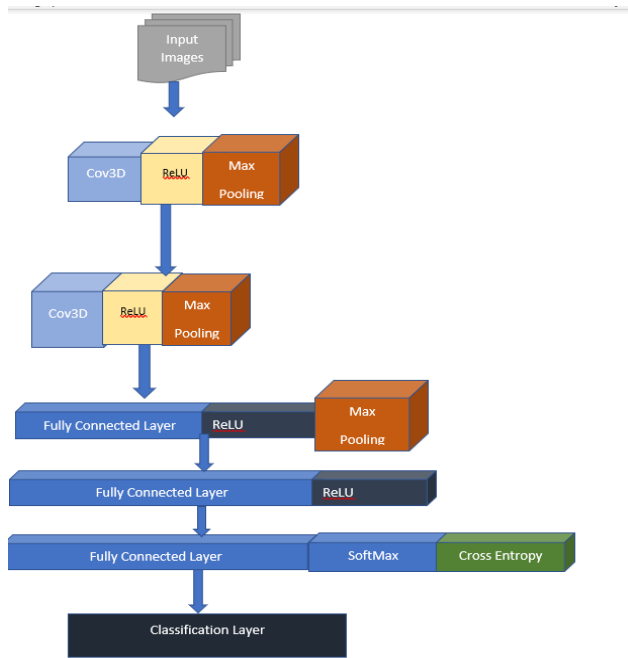 Input
Images
Cov3D
ReLU
Max
Pooling
Cov3D
ReLU
Max
Pooling
Fully Connected Layer
ReLU
Max
Pooling
Fully Connected Layer
ReLU
Fully Connected Layer
SoftMax
Cross Entropy
Classification Layer